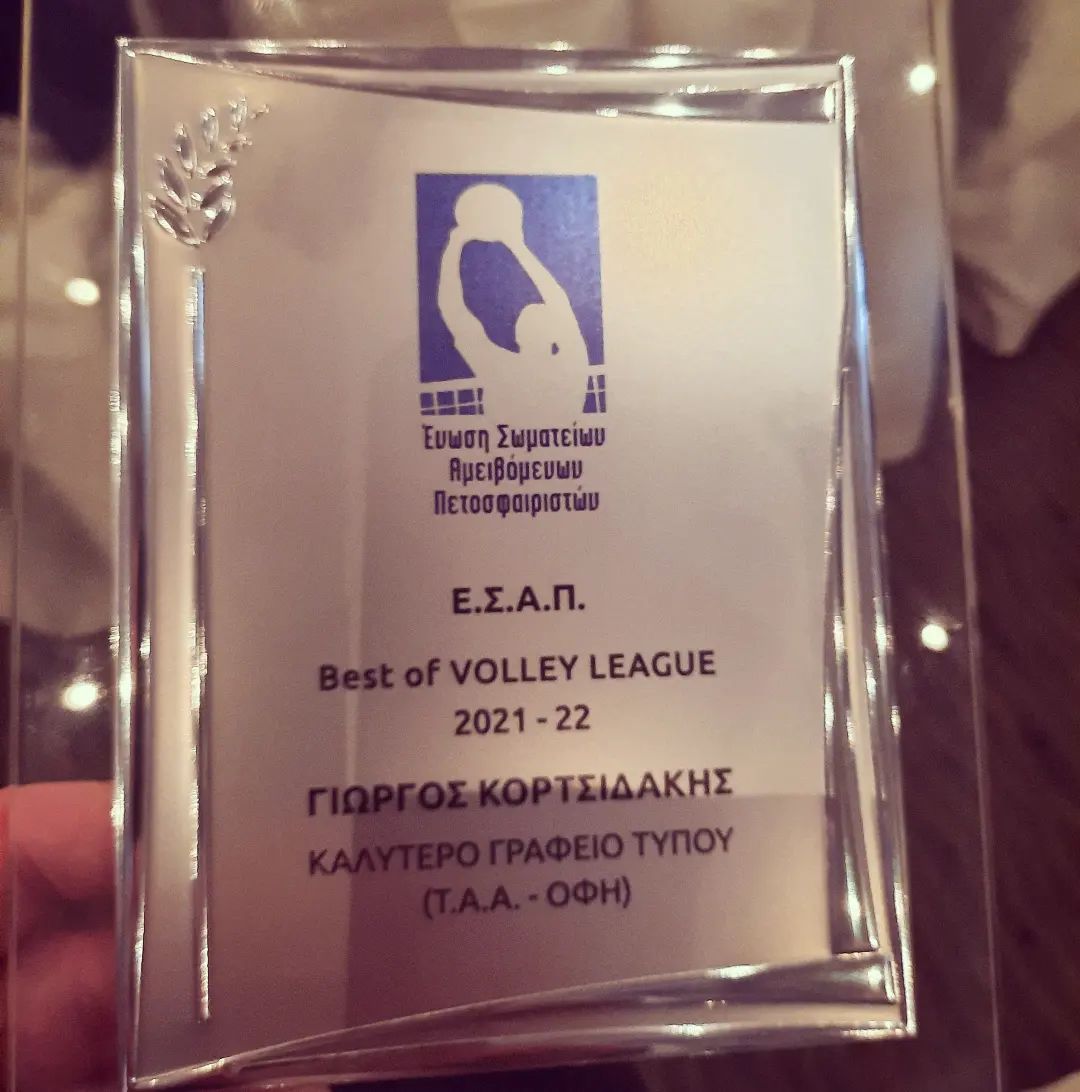 Ένωση Σωματείων
Αμειβόμενων
Πετοσφαιριστών
Ε.Σ.Α.Π.
Best of VOLLEY LEAGUE
2021 - 22
ΓΙΩΡΓΟΣ ΚΟΡΤΣΙΔΑΚΗΣ
ΚΑΛΥΤΕΡΟ ΓΡΑΦΕΙΟ ΤΥΠΟΥ
(Τ.Α.Α. - ΟΦΗ)